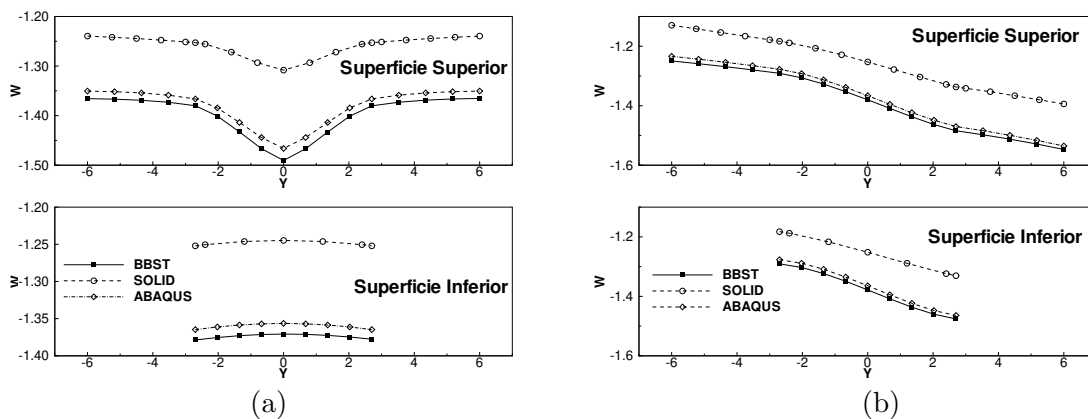 -1.20
-1.30
Superficie Superior
W
-1.40
-1.50
-6 -4 -2 0 2 4 6
Y
-1.20
-1.25
BBST
SOLID
ABAQUS
Superficie Inferior
W
-1.30
-1.35
-1.40
-6 -4 -2 0 2 4 6
Y
(a)
-1.2
Superficie Superior
W
-1.4
-1.6
-6 -4 -2 0 2 4 6
Y
-1.2
Superficie Inferior
BBST
SOLID
ABAQUS
W
-1.4
-1.6
-6 -4 -2 0 2 4 6
Y
(b)